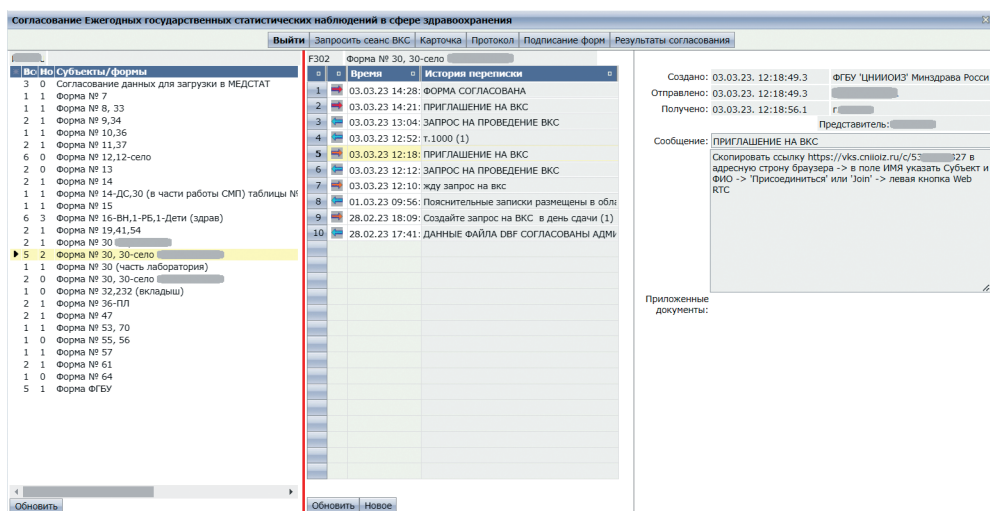 Согласование Ежегодных государственных статистических наблюдений в сфере здравоохранения
Выйти Запросить сеанс ВКС Карточка Протокол Подписание форм Результаты согласования
Вс Но Субъекты/формы
3 0 Согласование данных для загрузки в МЕДСТАТ
1 1 Форма № 7
1 1 Форма № 8, 33
2 1 Форма № 9,34
1 1 Форма № 10,36
2 1 Форма № 11,37
6 0 Форма № 12,12-село
2 0 Форма № 13
2 1 Форма № 14
1 1 Форма № 14-ДС,30 (в части работы СМП) таблицы №
1 1 Форма № 15
6 3 Форма № 16-ВН,1-РБ,1-Дети (здрав)
2 1 Форма № 19,41,54
2 1 Форма № 30
5 2 Форма № 30, 30-село
1 1 Форма № 30 (часть лаборатория)
2 0 Форма № 30, 30-село
1 0 Форма № 32,232 (вкладыш)
2 1 Форма № 36-ПЛ
2 1 Форма № 47
1 1 Форма № 53, 70
1 0 Форма № 55, 56
1 1 Форма № 57
2 1 Форма № 61
1 0 Форма № 64
5 1 Форма ФГБУ
Обновить
F302 Форма № 30, 30-село
Время История переписки
1 03.03.23 14:28: ФОРМА СОГЛАСОВАНА
2 03.03.23 14:21: ПРИГЛАШЕНИЕ НА ВКС
3 03.03.23 13:04: ЗАПРОС НА ПРОВЕДЕНИЕ ВКС
4 03.03.23 12:52: т.1000 (1)
5 03.03.23 12:18: ПРИГЛАШЕНИЕ НА ВКС
6 03.03.23 12:12: ЗАПРОС НА ПРОВЕДЕНИЕ ВКС
7 03.03.23 12:10: жду запрос на вкс
8 01.03.23 09:56: Пояснительные записки размещены в обла
9 28.02.23 18:09: Создайте запрос на ВКС в день сдачи (1)
10 28.02.23 17:41: ДАННЫЕ ФАЙЛА DBF СОГЛАСОВАНЫ АДМИ
Обновить Новое
Создано: 03.03.23. 12:18:49.3 ФГБУ 'ЦНИИОИЗ' Минздрава Росси
Отправлено: 03.03.23. 12:18:49.3
Получено: 03.03.23. 12:18:56.1 г
Представитель:
Сообщение: ПРИГЛАШЕНИЕ НА ВКС
Скопировать ссылку https://vks.cniioiz.ru/c/53 327 в
адресную строну браузера -> в поле ИМЯ указать Субъект и
ФИО -> 'Присоединиться' или 'Join' -> левая кнопка Web
RTC
Приложенные
документы: